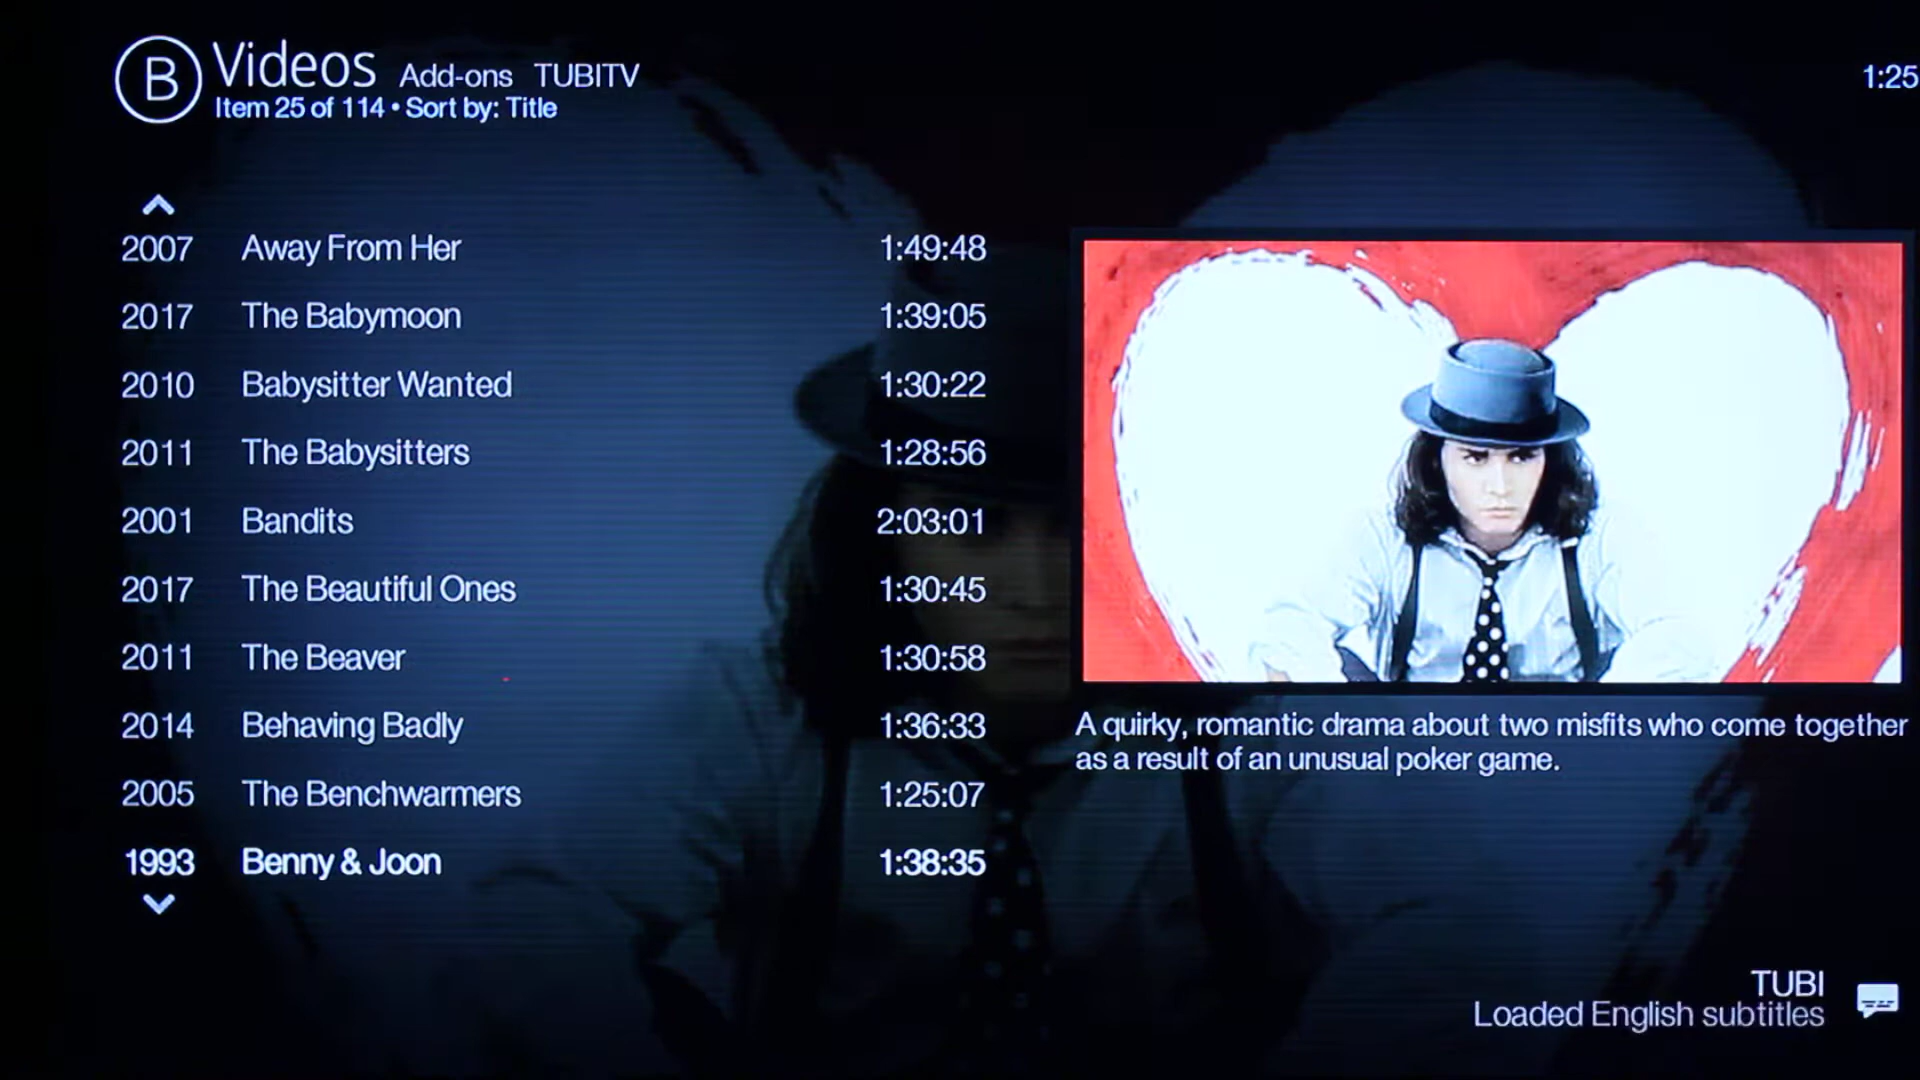 B Videos Add-ons TUBITV
Item 25 of 114 • Sort by: Title
1:25
2007 Away From Her 1:49:48
2017 The Babymoon 1:39:05
2010 Babysitter Wanted 1:30:22
2011 The Babysitters 1:28:56
2001 Bandits 2:03:01
2017 The Beautiful Ones 1:30:45
2011 The Beaver 1:30:58
2014 Behaving Badly 1:36:33
2005 The Benchwarmers 1:25:07
1993 Benny & Joon 1:38:35
A quirky, romantic drama about two misfits who come together
as a result of an unusual poker game.
TUBI
Loaded English subtitles